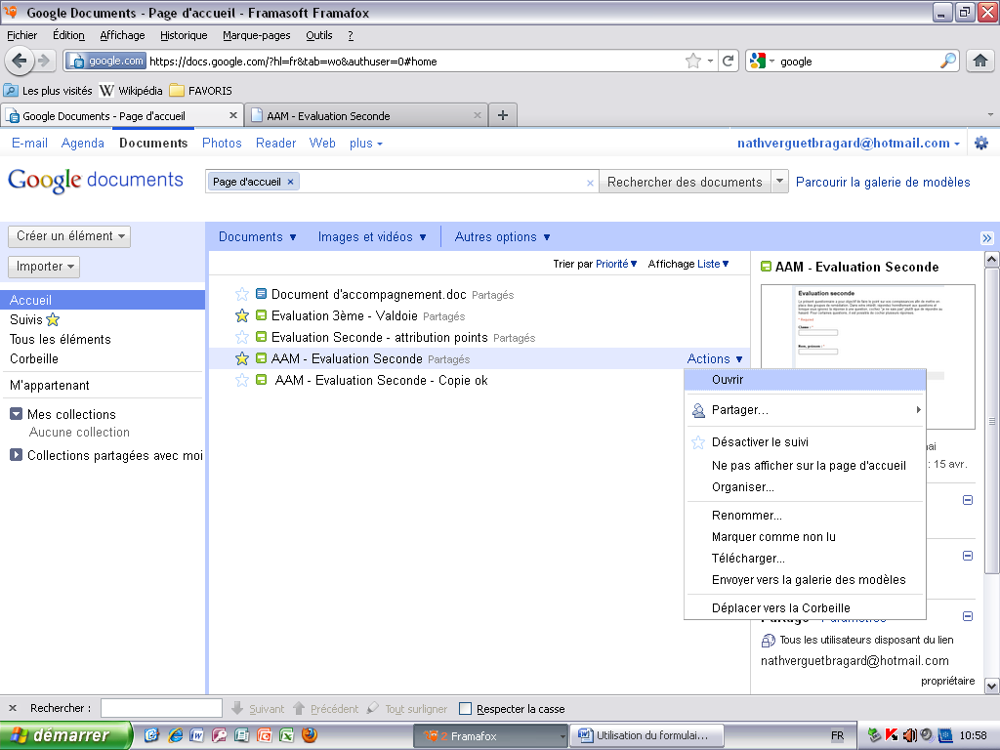 Google Documents - Page d'accueil - Framasoft Framafox
Fichier Édition Affichage Historique Marque-pages Outils ?
google.com https://docs.google.com/?hl=fr&tab=wo&authuser=0#home google
Les plus visités Wikipédia FAVORIS
Google Documents - Page d'accueil AAM - Evaluation Seconde
E-mail Agenda Documents Photos Reader Web plus nathverguetbragard@hotmail.com
Google documents Page d'accueil × Rechercher des documents Parcourir la galerie de modèles
Créer un élément Documents Images et vidéos Autres options
Importer
Trier par Priorité Affichage Liste
AAM - Evaluation Seconde
Accueil
Suivis
Tous les éléments
Corbeille
M'appartenant
Mes collections
Aucune collection
Collections partagées avec moi
Document d'accompagnement.doc Partagés
Evaluation 3ème - Valdoie Partagés
Evaluation Seconde - attribution points Partagés
AAM - Evaluation Seconde Partagés Actions
AAM - Evaluation Seconde - Copie ok
Ouvrir
Partager...
Désactiver le suivi
Ne pas afficher sur la page d'accueil
Organiser...
Renommer...
Marquer comme non lu
Télécharger...
Envoyer vers la galerie des modèles
Déplacer vers la Corbeille
Evaluation seconde
* Required
Classe : *
Nom, prénom : *
: 15 avr.
Tous les utilisateurs disposant du lien
nathverguetbragard@hotmail.com
propriétaire
× Rechercher : Suivant Précédent Tout surligner Respecter la casse
démarrer ? Framafox Utilisation du formulai... FR 10:58